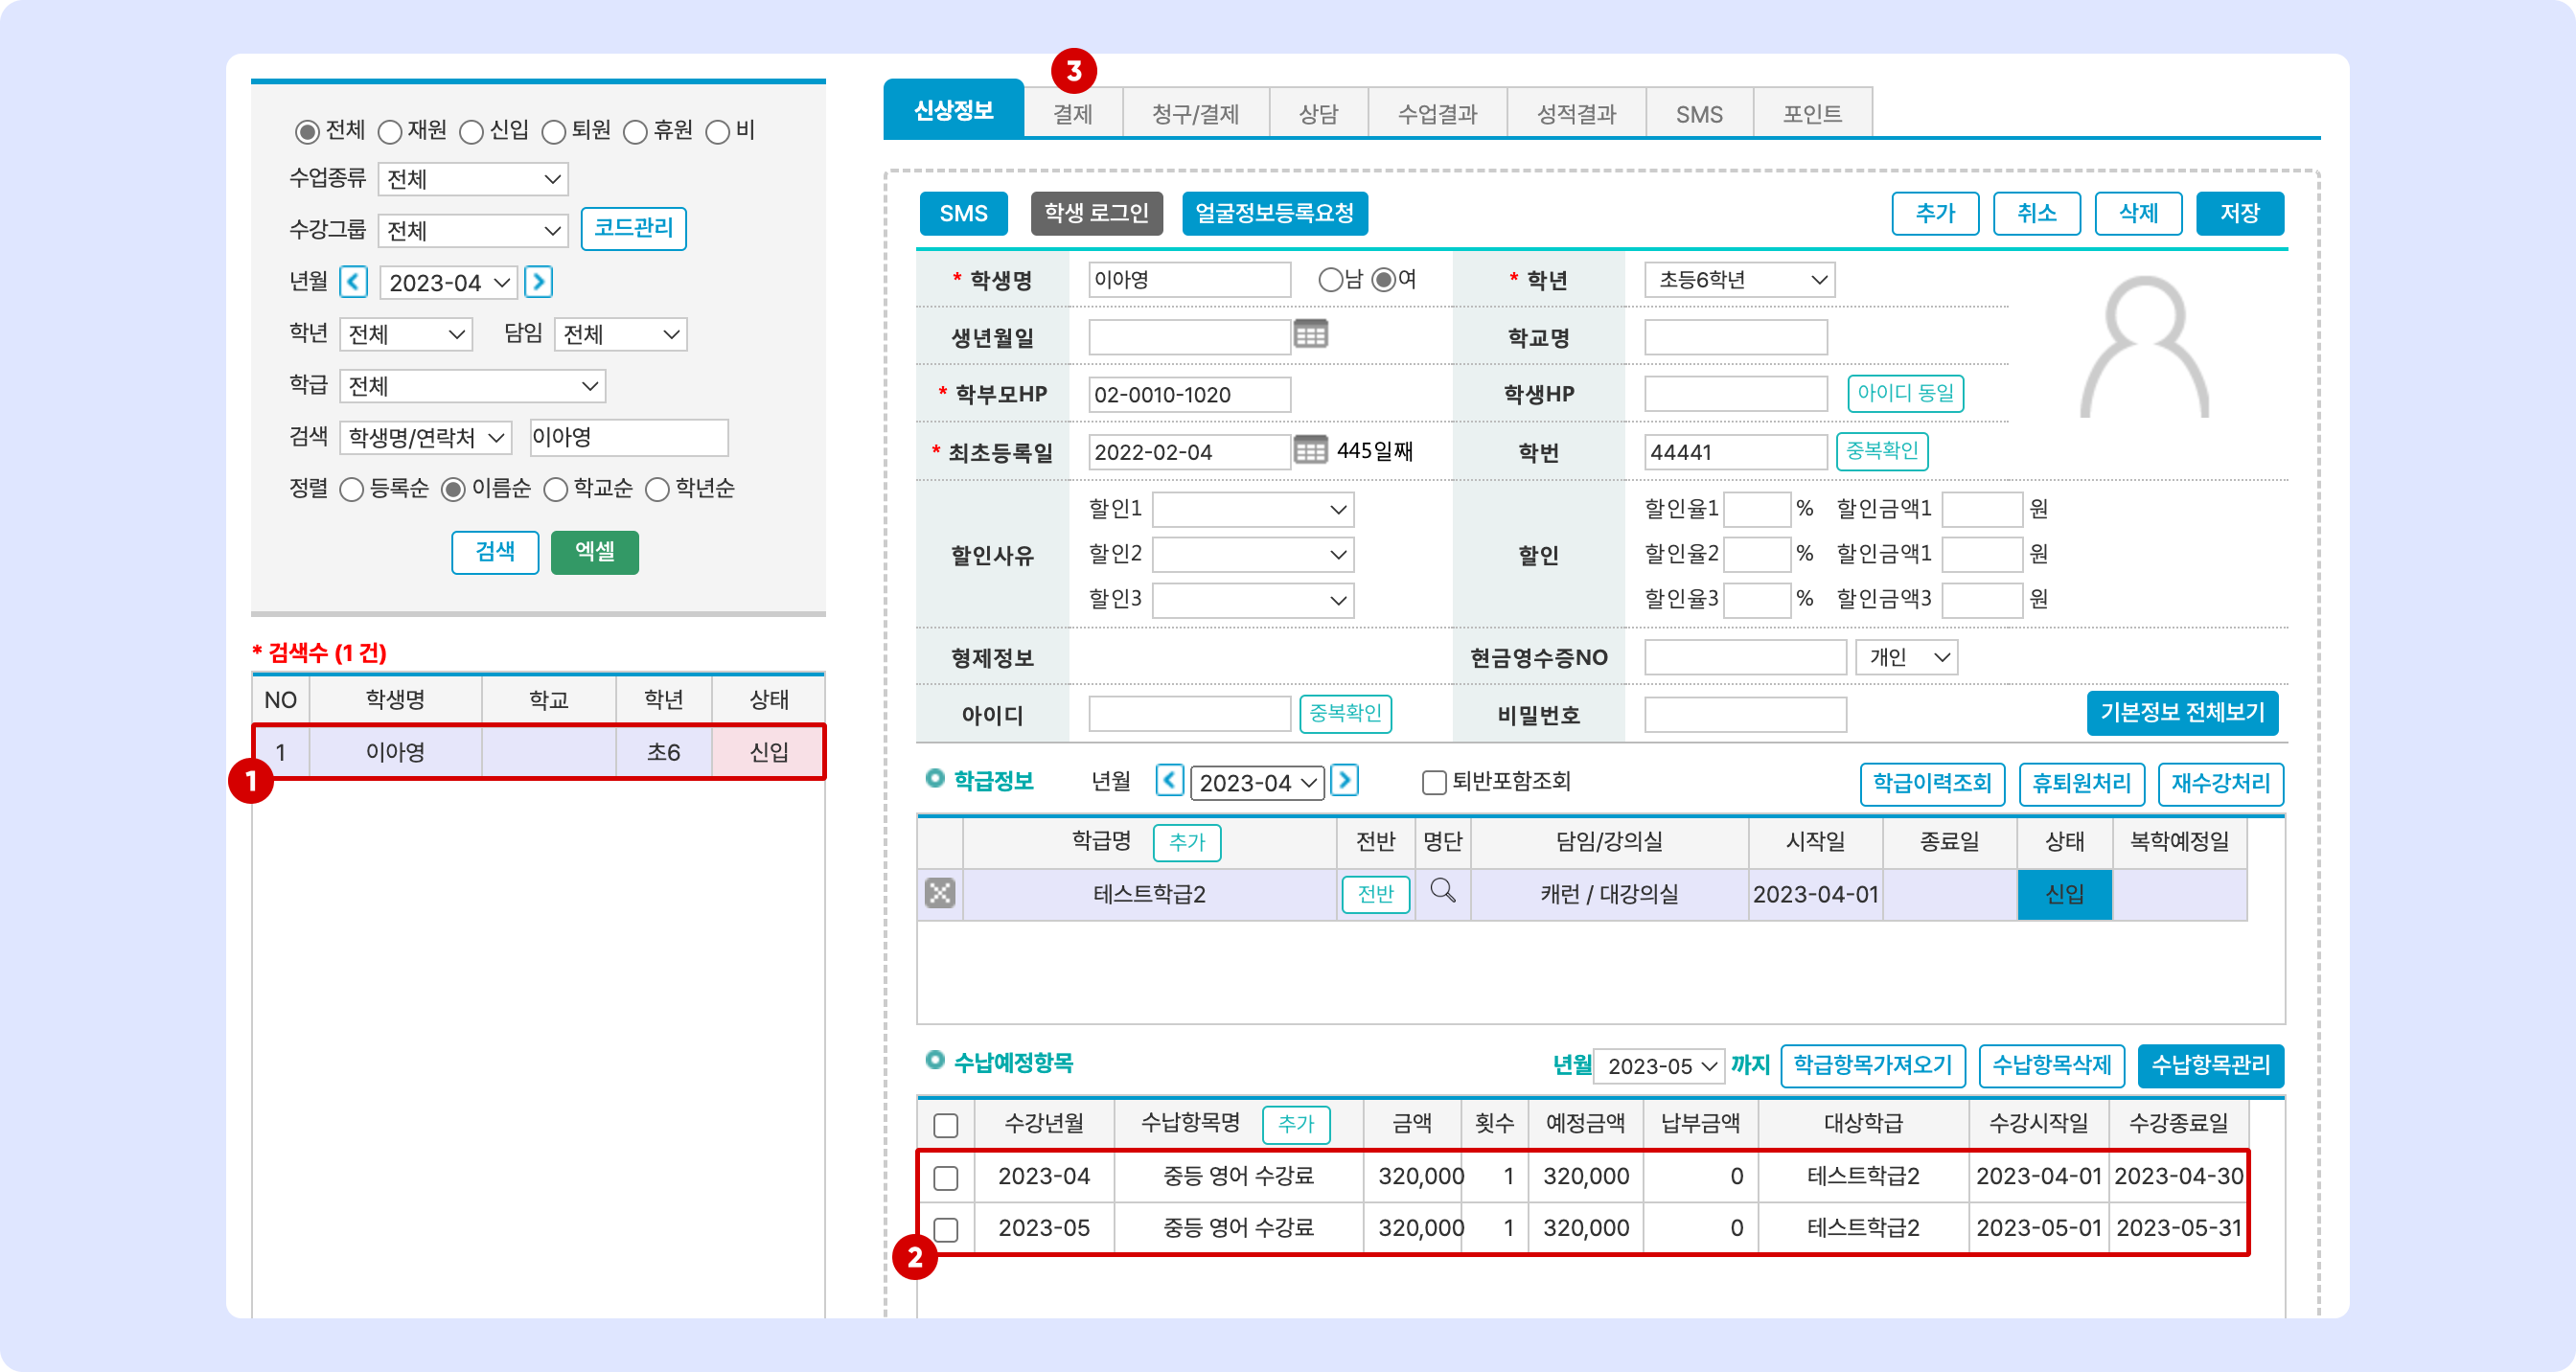 전체 재원 신입 퇴원 휴원 비
수업종류 전체
수강그룹 전체 코드관리
년월 2023-04
학년 전체 담임 전체
학급 전체
검색 학생명/연락처 이아영
정렬 등록순 이름순 학교순 학년순
검색 엑셀
* 검색수 (1 건)
NO 학생명 학교 학년 상태
1 이아영 초6 신입
1
3
신상정보 결제 청구/결제 상담 수업결과 성적결과 SMS 포인트
SMS 학생 로그인 얼굴정보등록요청 추가 취소 삭제 저장
* 학생명 이아영 남 여 * 학년 초등6학년
생년월일 학교명
* 학부모HP 02-0010-1020 학생HP 아이디 동일
* 최초등록일 2022-02-04 445일째 학번 44441 중복확인
할인1 할인율1 % 할인금액1 원
할인사유 할인2 할인 할인율2 % 할인금액1 원
할인3 할인율3 % 할인금액3 원
형제정보 현금영수증NO 개인
아이디 중복확인 비밀번호 기본정보 전체보기
학급정보 년월 2023-04 퇴반포함조회 학급이력조회 휴퇴원처리 재수강처리
학급명 추가 전반 명단 담임/강의실 시작일 종료일 상태 복학예정일
테스트학급2 전반 캐런 / 대강의실 2023-04-01 신입
수납예정항목 년월 2023-05 까지 학급항목가져오기 수납항목삭제 수납항목관리
수강년월 수납항목명 추가 금액 횟수 예정금액 납부금액 대상학급 수강시작일 수강종료일
2023-04 중등 영어 수강료 320,000 1 320,000 0 테스트학급2 2023-04-01 2023-04-30
2023-05 중등 영어 수강료 320,000 1 320,000 0 테스트학급2 2023-05-01 2023-05-31
2